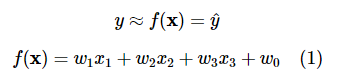 y ≈ f(𝐱) = ŷ
f(𝐱) = w₁x₁ + w₂x₂ + w₃x₃ + w₀ (1)